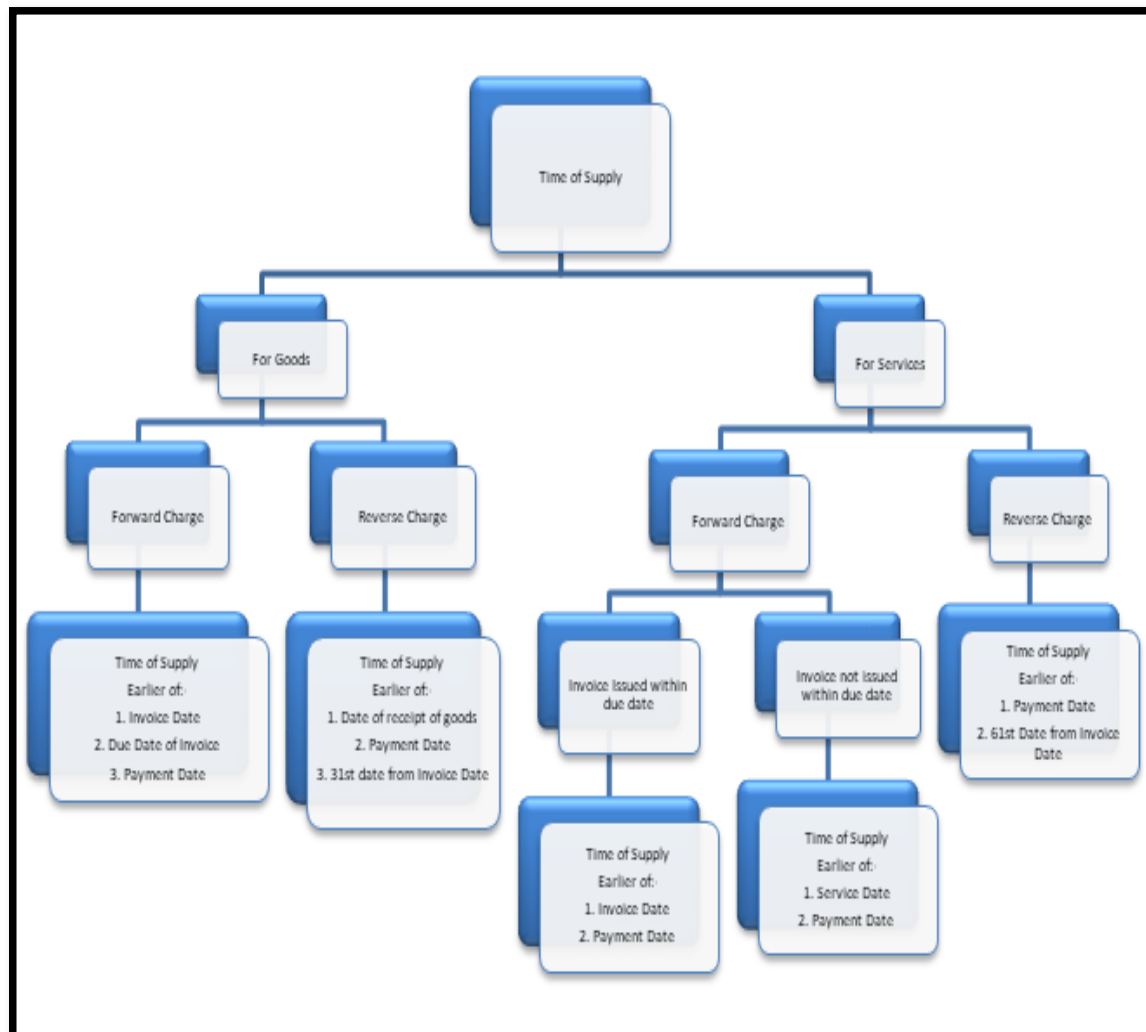 Time of Supply
For Goods
For Services
Forward Charge
Reverse Charge
Forward Charge
Reverse Charge
Time of Supply
Earlier of:
1. Invoice Date
2. Due Date of Invoice
3. Payment Date
Time of Supply
Earlier of:
1. Date of receipt of goods
2. Payment Date
3. 31st date from Invoice Date
Invoice Issued within
due date
Invoice not issued
within due date
Time of Supply
Earlier of:
1. Payment Date
2. 61st Date from Invoice
Date
Time of Supply
Earlier of:
1. Invoice Date
2. Payment Date
Time of Supply
Earlier of:
1. Service Date
2. Payment Date